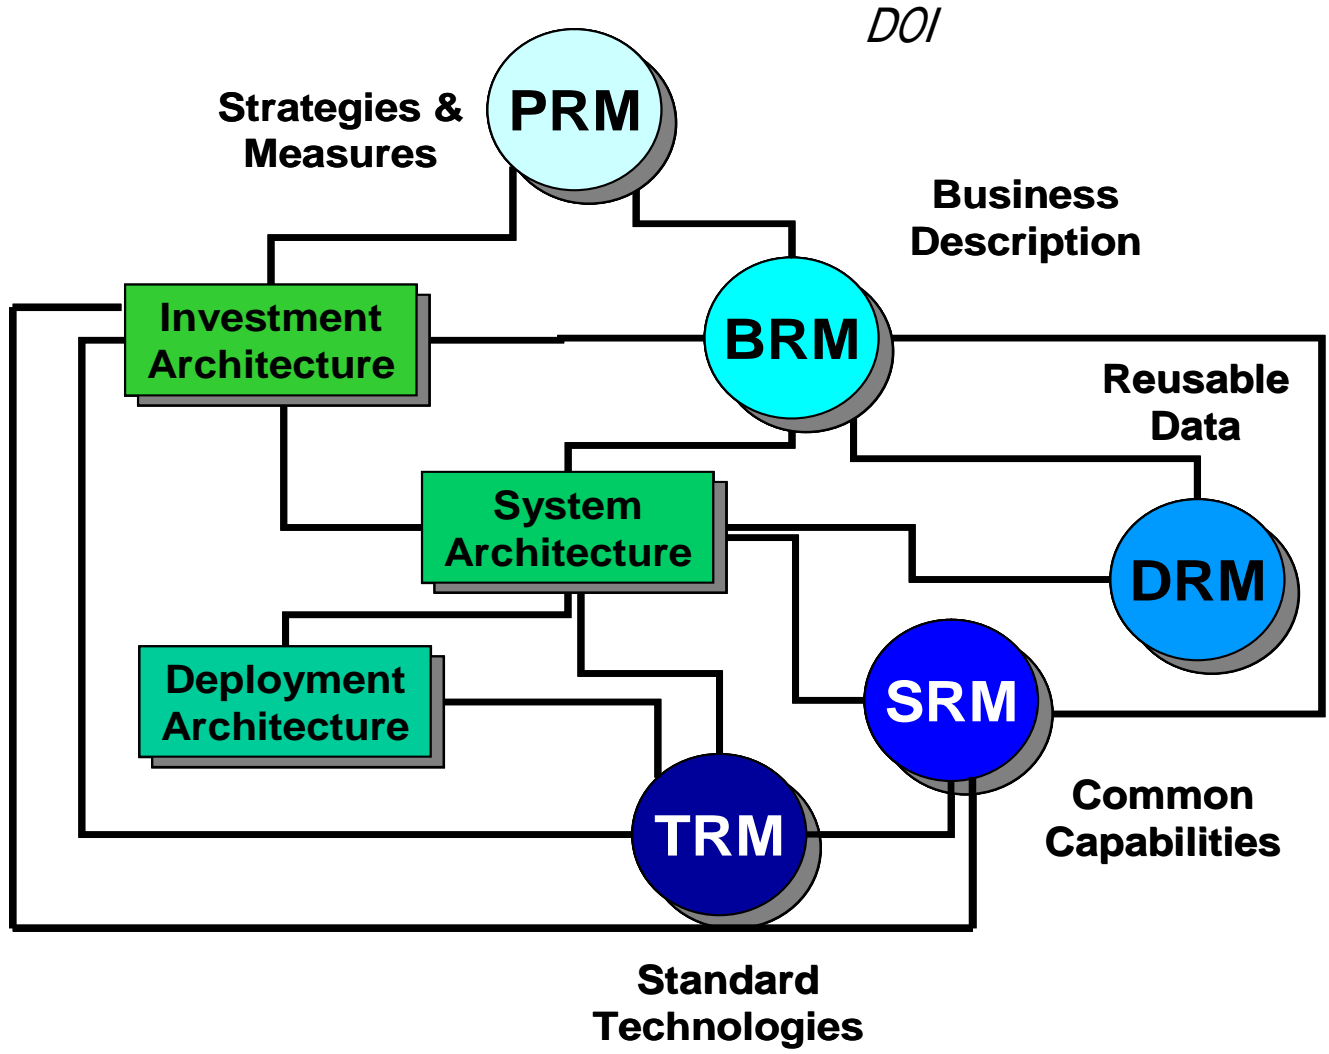 DOI
PRM
Strategies &
Measures
Business
Description
Investment
Architecture
BRM
Reusable
Data
System
Architecture
DRM
Deployment
Architecture
SRM
TRM
Common
Capabilities
Standard
Technologies